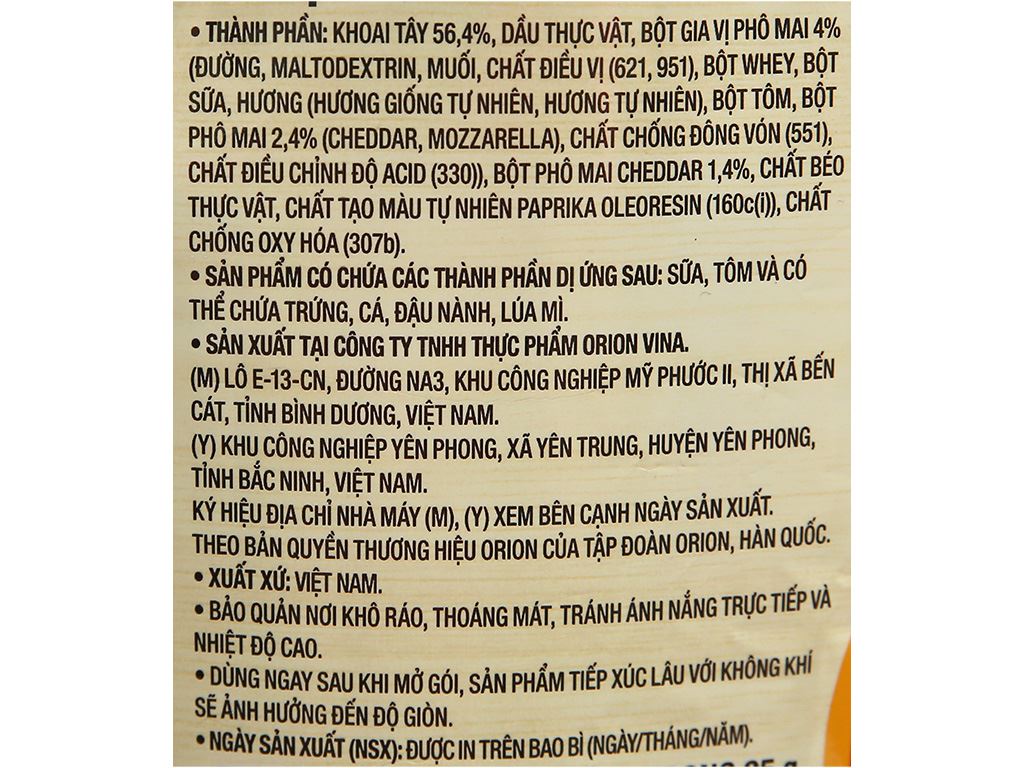 • THÀNH PHẦN: KHOAI TÂY 56,4%, DẦU THỰC VẬT, BỘT GIA VỊ PHÔ MAI 4%
(ĐƯỜNG, MALTODEXTRIN, MUỐI, CHẤT ĐIỀU VỊ (621, 951), BỘT WHEY, BỘT
SỮA, HƯƠNG (HƯƠNG GIỐNG TỰ NHIÊN, HƯƠNG TỰ NHIÊN), BỘT TÔM, BỘT
PHÔ MAI 2,4% (CHEDDAR, MOZZARELLA), CHẤT CHỐNG ĐÔNG VÓN (551),
CHẤT ĐIỀU CHỈNH ĐỘ ACID (330)), BỘT PHÔ MAI CHEDDAR 1,4%, CHẤT BÉO
THỰC VẬT, CHẤT TẠO MÀU TỰ NHIÊN PAPRIKA OLEORESIN (160c(i)), CHẤT
CHỐNG OXY HÓA (307b).
• SẢN PHẨM CÓ CHỨA CÁC THÀNH PHẦN DỊ ỨNG SAU: SỮA, TÔM VÀ CÓ
THỂ CHỨA TRỨNG, CÁ, ĐẬU NÀNH, LÚA MÌ.
• SẢN XUẤT TẠI CÔNG TY TNHH THỰC PHẨM ORION VINA.
(M) LÔ E-13-CN, ĐƯỜNG NA3, KHU CÔNG NGHIỆP MỸ PHƯỚC II, THỊ XÃ BẾN
CÁT, TỈNH BÌNH DƯƠNG, VIỆT NAM.
(Y) KHU CÔNG NGHIỆP YÊN PHONG, XÃ YÊN TRUNG, HUYỆN YÊN PHONG,
TỈNH BẮC NINH, VIỆT NAM.
KÝ HIỆU ĐỊA CHỈ NHÀ MÁY (M), (Y) XEM BÊN CẠNH NGÀY SẢN XUẤT.
THEO BẢN QUYỀN THƯƠNG HIỆU ORION CỦA TẬP ĐOÀN ORION, HÀN QUỐC.
• XUẤT XỨ: VIỆT NAM.
• BẢO QUẢN NƠI KHÔ RÁO, THOÁNG MÁT, TRÁNH ÁNH NẮNG TRỰC TIẾP VÀ
NHIỆT ĐỘ CAO.
• DÙNG NGAY SAU KHI MỞ GÓI, SẢN PHẨM TIẾP XÚC LÂU VỚI KHÔNG KHÍ
SẼ ẢNH HƯỞNG ĐẾN ĐỘ GIÒN.
• NGÀY SẢN XUẤT (NSX): ĐƯỢC IN TRÊN BAO BÌ (NGÀY/THÁNG/NĂM).